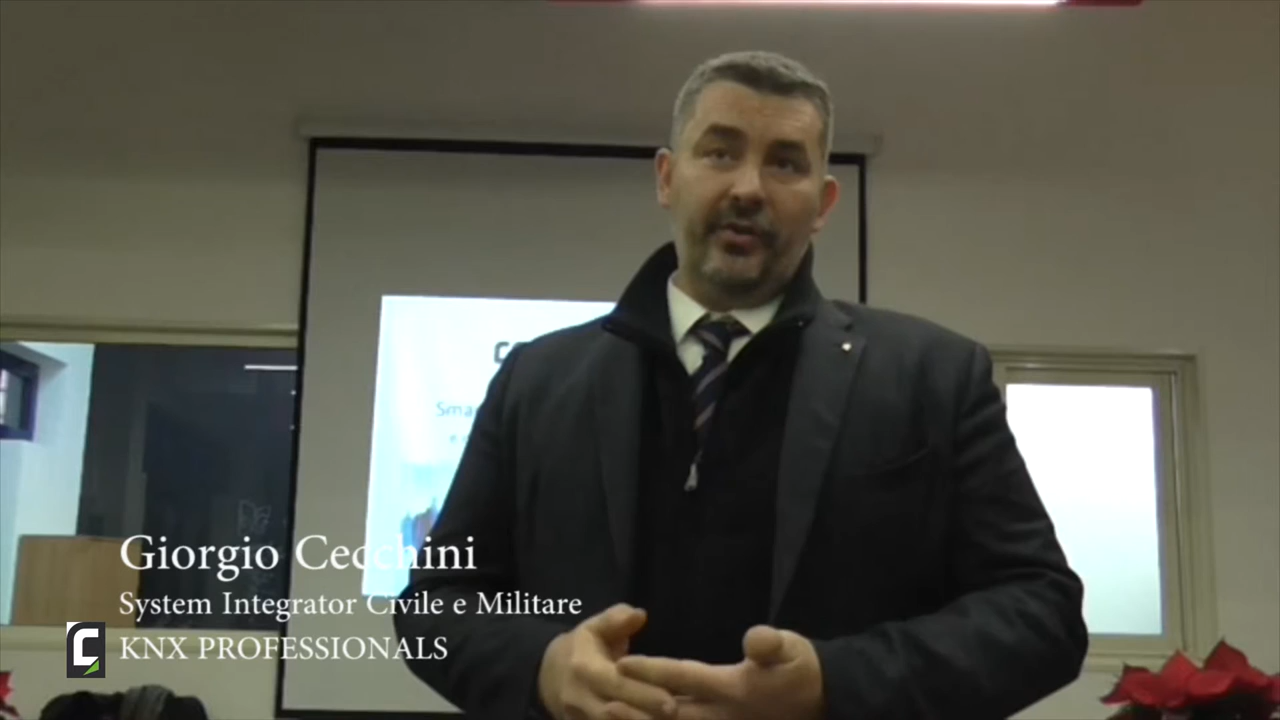 Giorgio Cecchini
System Integrator Civile e Militare
KNX PROFESSIONALS